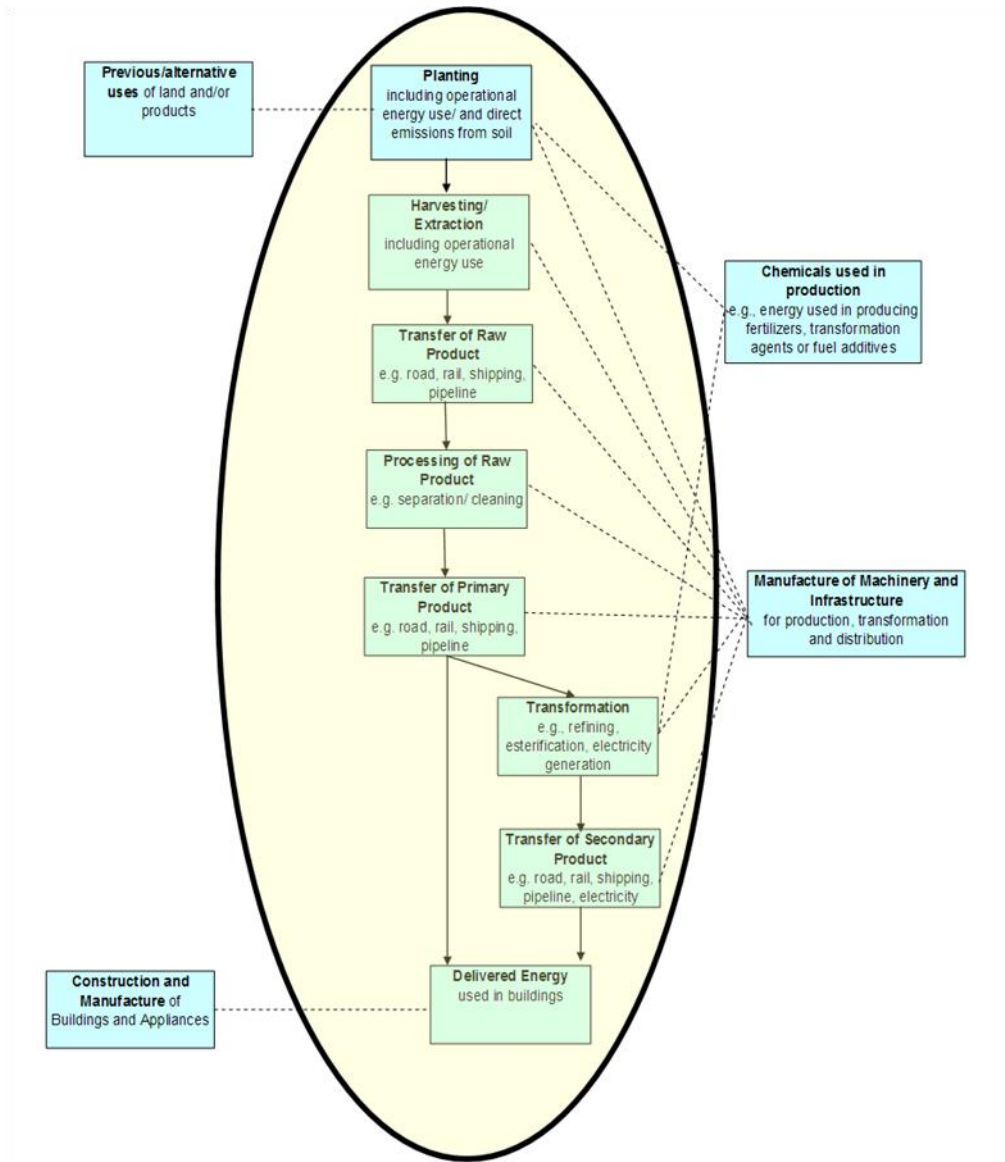 Previous/alternative
uses of land and/or
products
Planting
including operational
energy use/ and direct
emissions from soil
Harvesting/
Extraction
including operational
energy use
Chemicals used in
production
e.g., energy used in producing
fertilizers, transformation
agents or fuel additives
Transfer of Raw
Product
e.g. road, rail, shipping,
pipeline
Processing of Raw
Product
e.g. separation/ cleaning
Transfer of Primary
Product
e.g. road, rail, shipping,
pipeline
Manufacture of Machinery and
Infrastructure
for production, transformation
and distribution
Transformation
e.g., refining,
esterification, electricity
generation
Transfer of Secondary
Product
e.g. road, rail, shipping,
pipeline, electricity
Delivered Energy
used in buildings
Construction and
Manufacture of
Buildings and Appliances